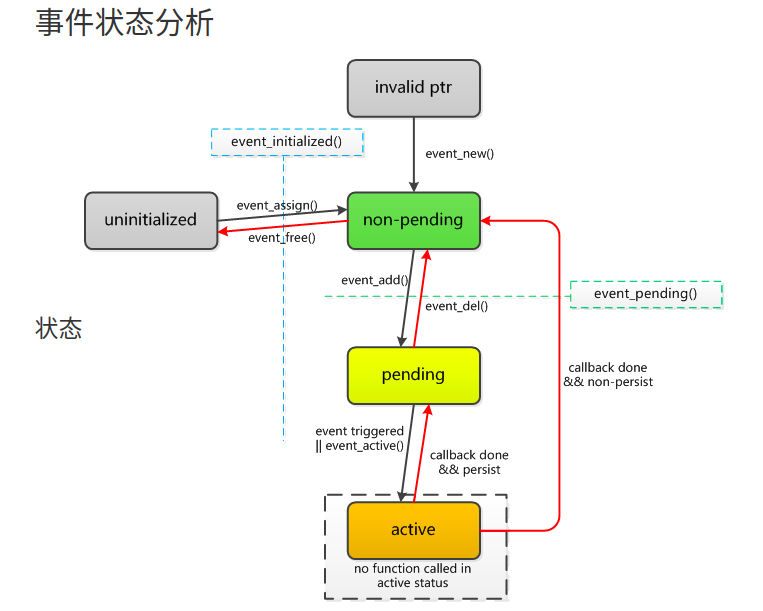 事件状态分析
invalid ptr
event_initialized()
event_new()
uninitialized
event_assign()
non-pending
event_free()
event_add()
event_pending()
event_del()
状态
pending
callback done
&& non-persist
event triggered
|| event_active()
callback done
&& persist
active
no function called in
active status